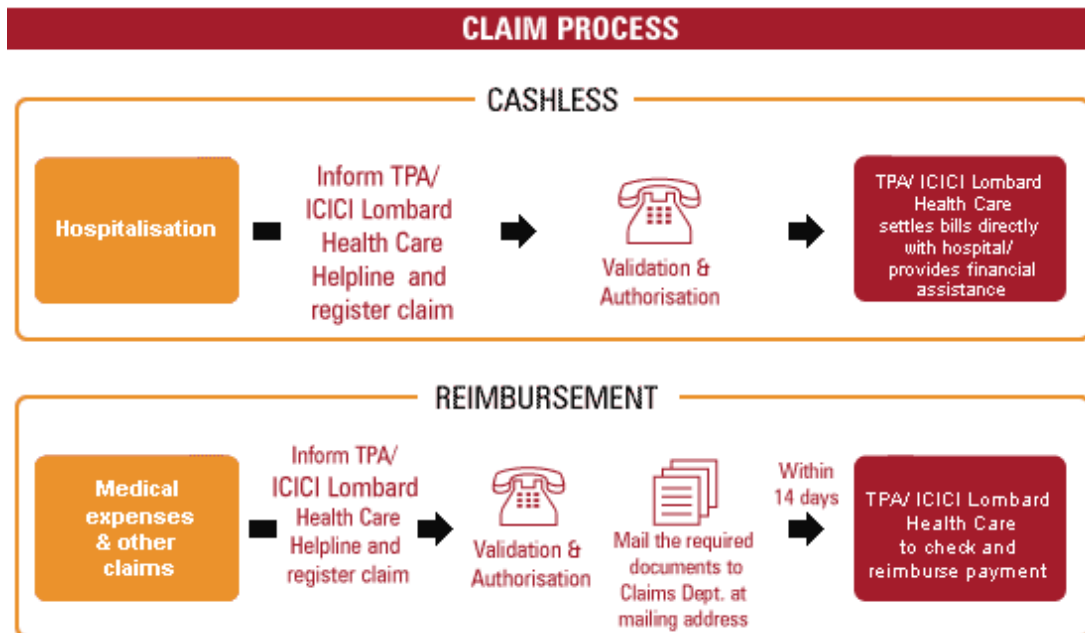 CLAIM PROCESS
CASHLESS
Hospitalisation
Inform TPA/
ICICI Lombard
Health Care
Helpline and
register claim
Validation &
Authorisation
TPA/ ICICI Lombard
Health Care
settles bills directly
with hospital/
provides financial
assistance
REIMBURSEMENT
Medical
expenses
& other
claims
Inform TPA/
ICICI Lombard
Health Care
Helpline and
register claim
Validation &
Authorisation
Mail the required
documents to
Claims Dept. at
mailing address
Within
14 days
TPA/ ICICI Lombard
Health Care
to check and
reimburse payment